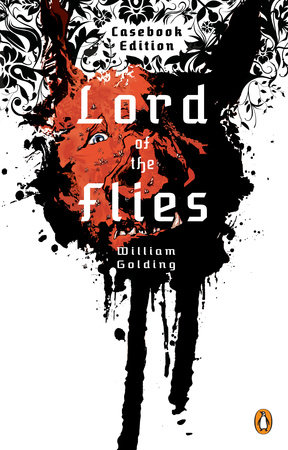 Casebook
Edition
Lord
of the
flies
William
Golding